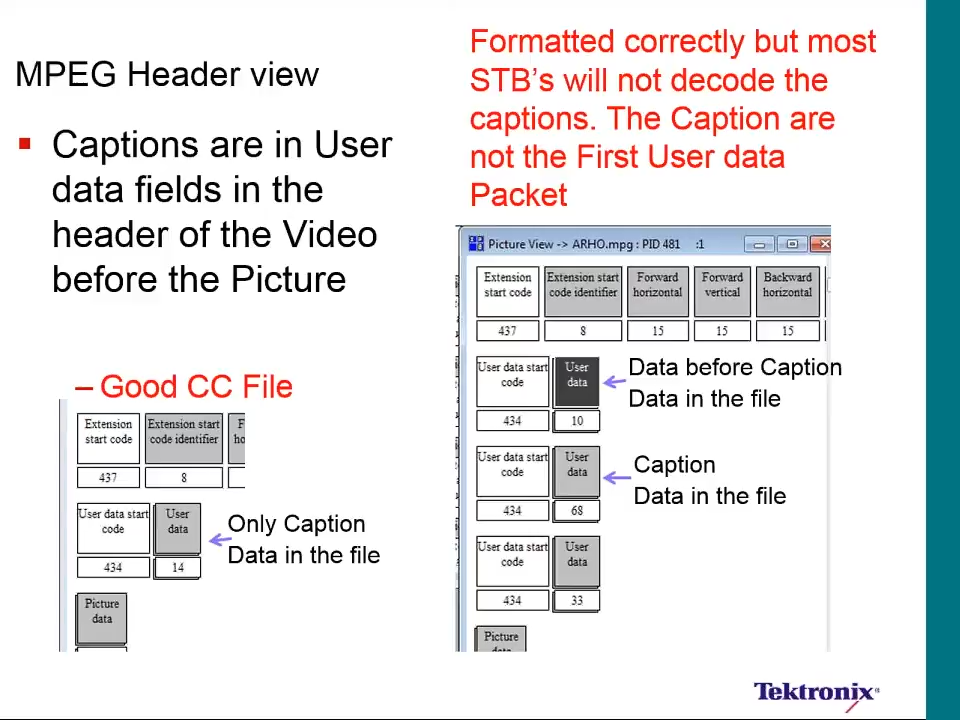 MPEG Header view
Captions are in User
data fields in the
header of the Video
before the Picture
– Good CC File
Extension
start code
Extension start
code identifier
F
ho
437
8
User data start
code
User
data
434
14
Only Caption
Data in the file
Picture
data
Formatted correctly but most
STB's will not decode the
captions. The Caption are
not the First User data
Packet
Picture View -> ARHO.mpg : PID 481 :1
Extension
start code
Extension start
code identifier
Forward
horizontal
Forward
vertical
Backward
horizontal
437
8
15
15
15
User data start
code
User
data
434
10
Data before Caption
Data in the file
User data start
code
User
data
434
68
Caption
Data in the file
User data start
code
User
data
434
33
Picture
data
Tektronix